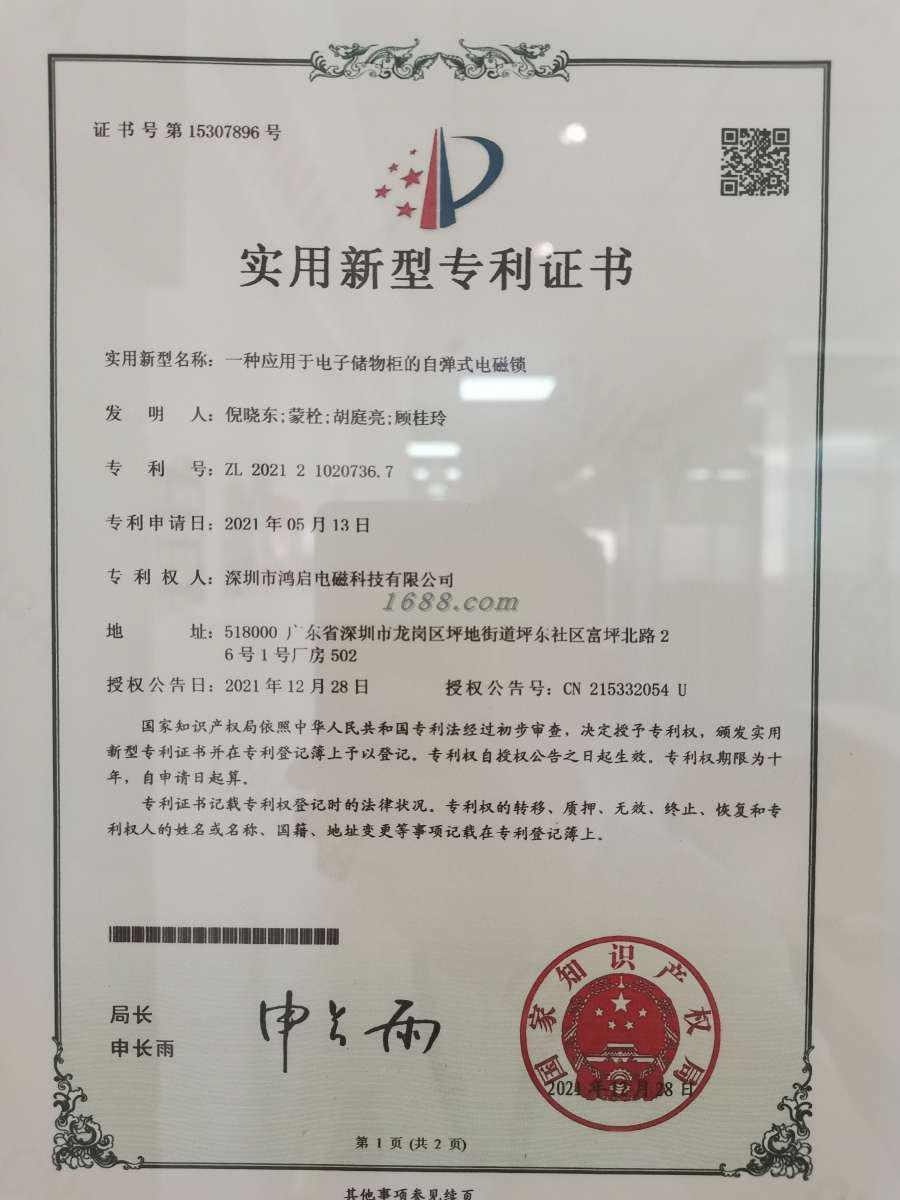 证书号第15307896号
实用新型专利证书
实用新型名称：一种应用于电子储物柜的自弹式电磁锁
发明人：倪晓东;蒙栓;胡庭亮;顾桂玲
专利号：ZL 2021 2 1020736.7
专利申请日：2021年05月13日
专利权人：深圳市鸿启电磁科技有限公司
1688.com
地址：518000 广东省深圳市龙岗区坪地街道坪东社区富坪北路2
6号1号厂房502
授权公告日：2021年12月28日 授权公告号：CN 215332054 U
国家知识产权局依照中华人民共和国专利法经过初步审查，决定授予专利权，颁发实用
新型专利证书并在专利登记簿上予以登记。专利权自授权公告之日起生效。专利权期限为十
年，自申请日起算。
专利证书记载专利权登记时的法律状况。专利权的转移、质押、无效、终止、恢复和专
利权人的姓名或名称、国籍、地址变更等事项记载在专利登记簿上。
局长
申长雨
申长雨
国家知识产权局
2021年12月28日
第1页(共2页)
其他事项参见续页